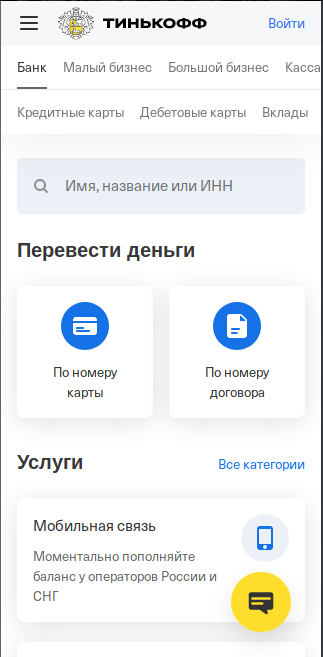 ТИНЬКОФФ Войти
Банк Малый бизнес Большой бизнес Касса
Кредитные карты Дебетовые карты Вклады
Имя, название или ИНН
Перевести деньги
По номеру По номеру
карты договора
Услуги Все категории
Мобильная связь
Моментально пополняйте
баланс у операторов России и
СНГ